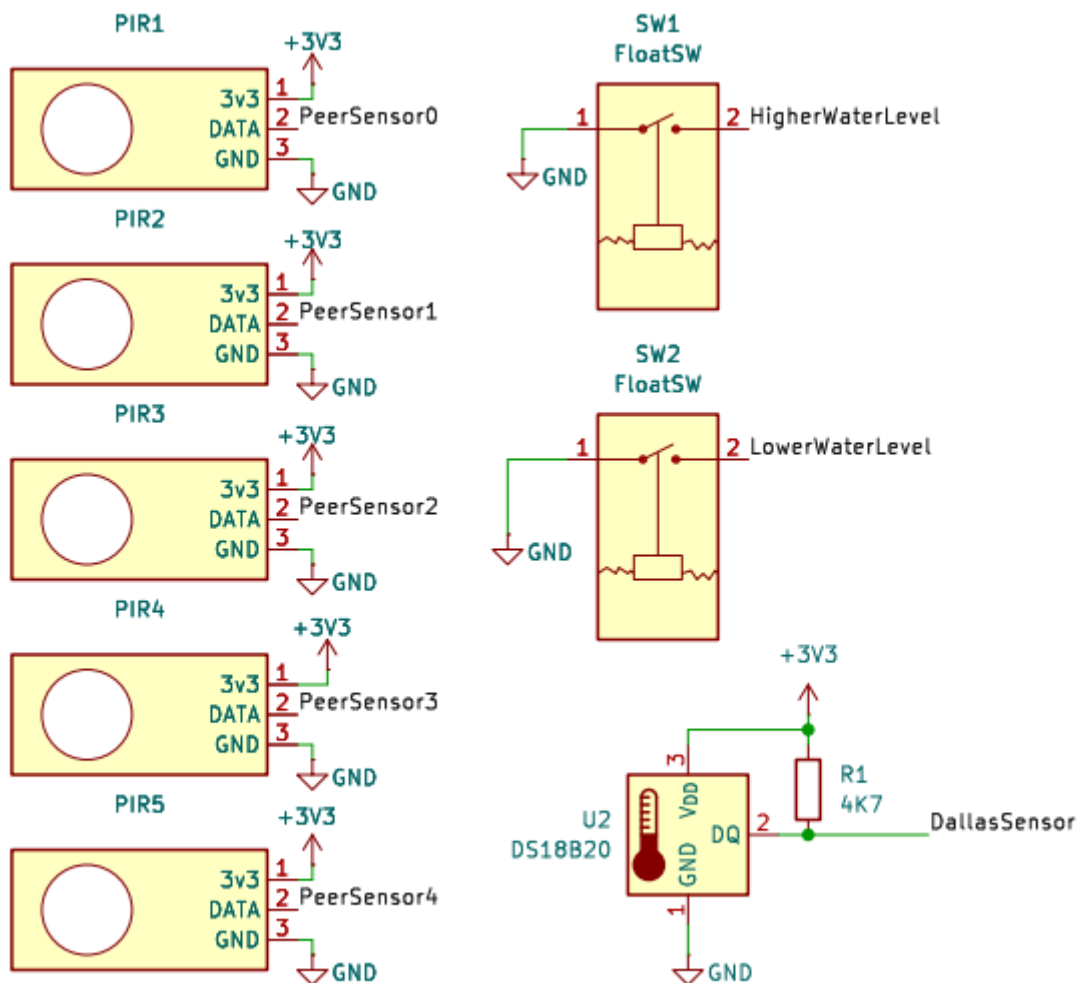 PIR1
+3V3
3v3 1
DATA 2 PeerSensor0
GND 3
GND
PIR2
+3V3
3v3 1
DATA 2 PeerSensor1
GND 3
GND
PIR3
+3V3
3v3 1
DATA 2 PeerSensor2
GND 3
GND
PIR4
+3V3
3v3 1
DATA 2 PeerSensor3
GND 3
GND
PIR5
+3V3
3v3 1
DATA 2 PeerSensor4
GND 3
GND
SW1
FloatSW
1 2 HigherWaterLevel
GND
SW2
FloatSW
1 2 LowerWaterLevel
GND
+3V3
3
VDD
R1
4K7
U2
DS18B20
DQ 2 DallasSensor
GND
1
GND